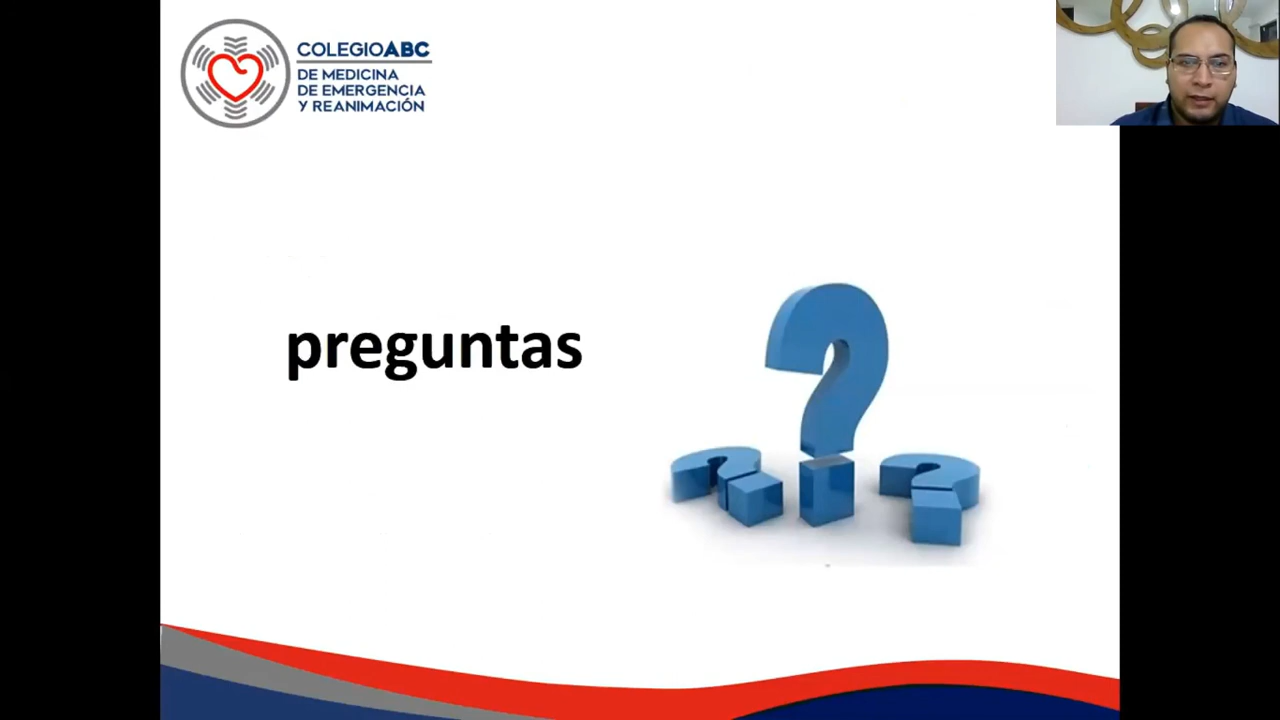 COLEGIOABC
DE MEDICINA
DE EMERGENCIA
Y REANIMACIÓN
preguntas